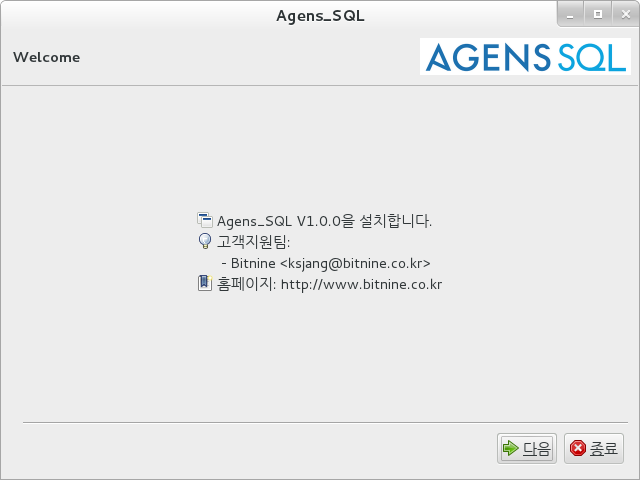 Agens_SQL
Welcome
AGENS SQL
Agens_SQL V1.0.0을 설치합니다.
고객지원팀:
- Bitnine <ksjang@bitnine.co.kr>
홈페이지: http://www.bitnine.co.kr
다음
종료